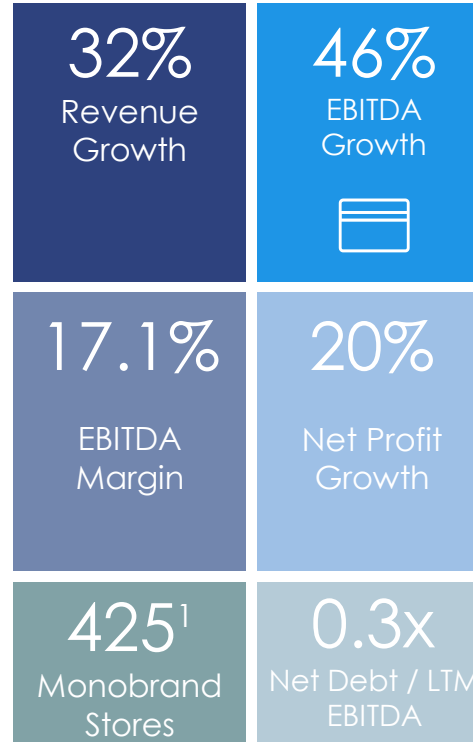 32%
Revenue
Growth
46%
EBITDA
Growth
17.1%
EBITDA
Margin
20%
Net Profit
Growth
425¹
Monobrand
Stores
0.3x
Net Debt / LTM
EBITDA